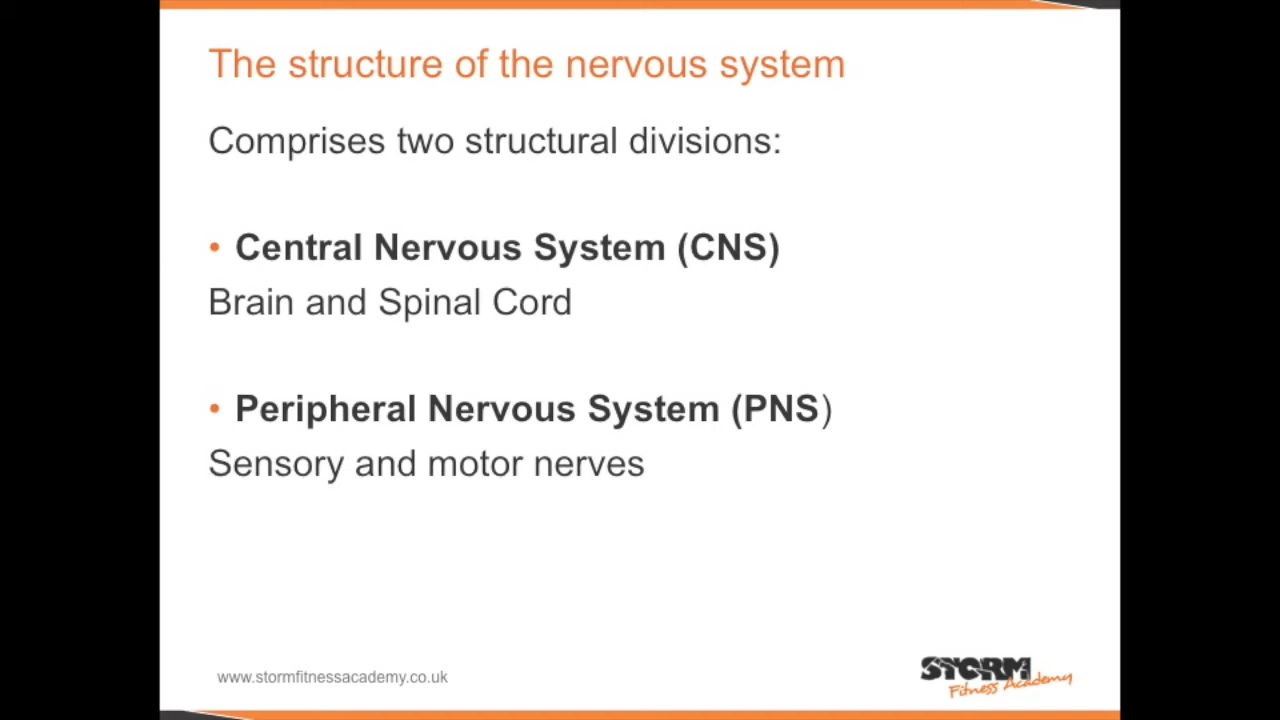 The structure of the nervous system
Comprises two structural divisions:
• Central Nervous System (CNS)
Brain and Spinal Cord
• Peripheral Nervous System (PNS)
Sensory and motor nerves
www.stormfitnessacademy.co.uk
STORM
Fitness Academy